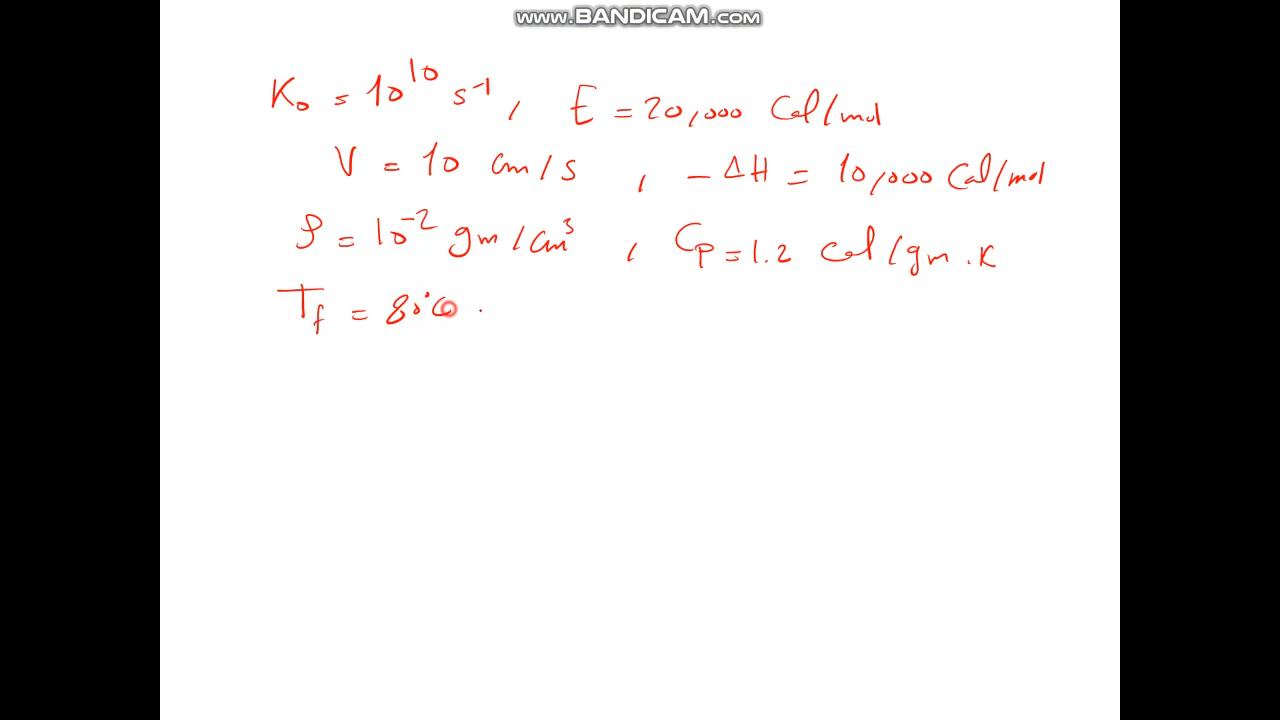 www.BANDICAM.com
K₀ = 10¹⁰ s⁻¹ , E = 20,000 Cal/mol
V = 10 cm/s , -ΔH = 10,000 Cal/mol
ρ = 10⁻² gm/cm³ , Cp = 1.2 cal/gm.K
T_f = 80°C